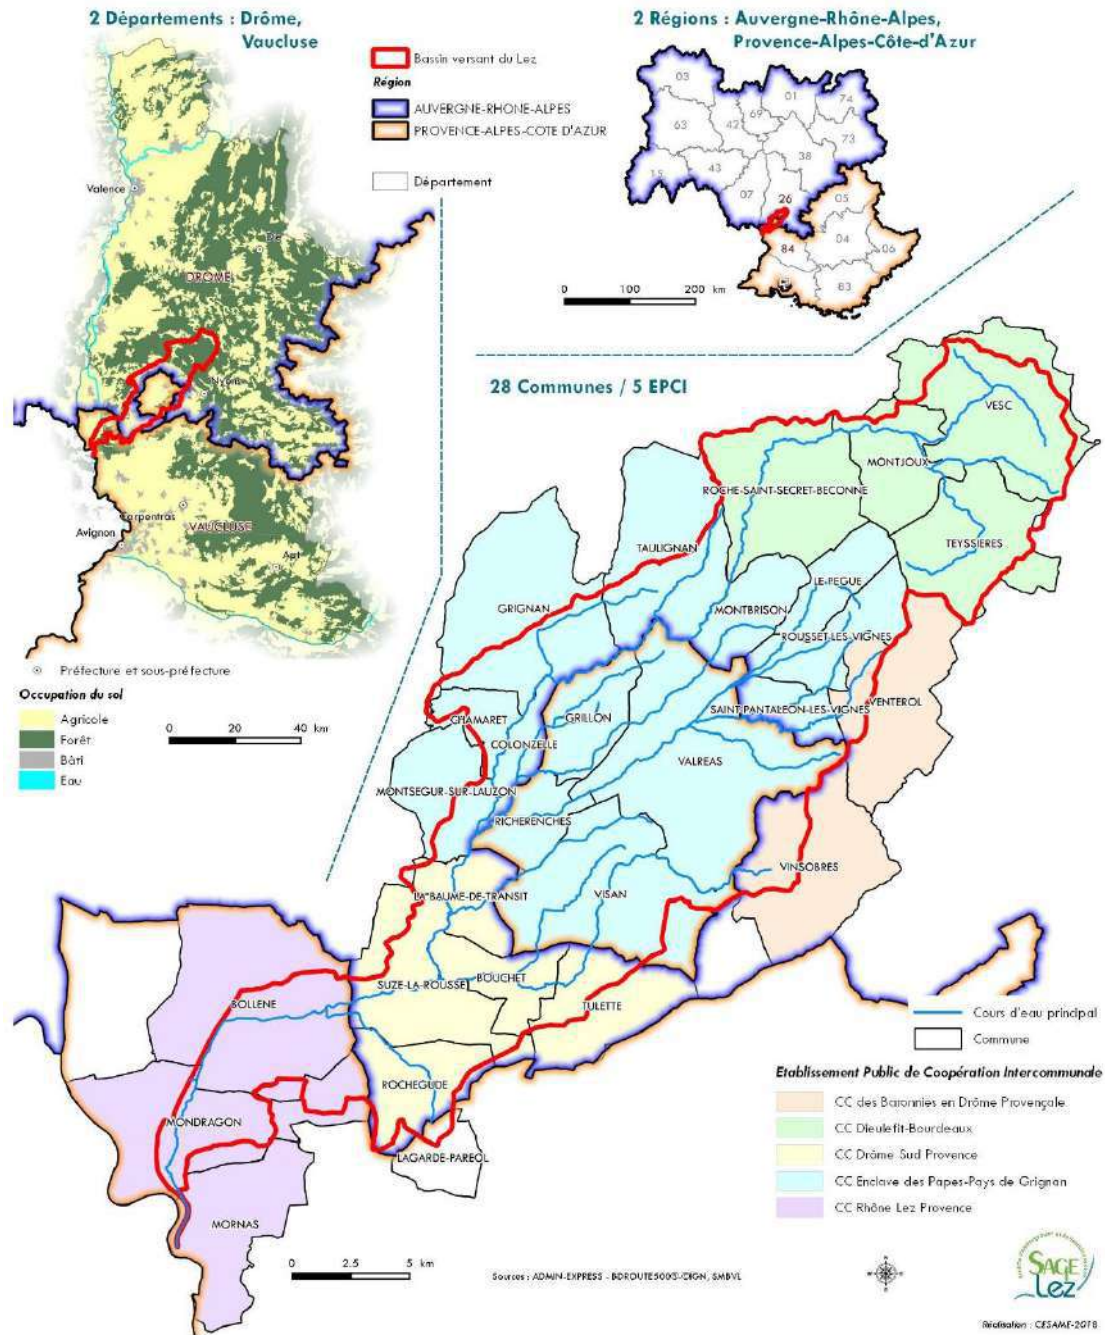 2 Départements : Drôme,
Vaucluse
2 Régions : Auvergne-Rhône-Alpes,
Provence-Alpes-Côte-d'Azur
Bassin versant du Lez
Région
AUVERGNE-RHONE-ALPES
PROVENCE-ALPES-COTE D'AZUR
Département
03
01
74
69
42
63
73
38
43
15
07
26
05
04
06
84
83
0 100 200 km
Valence
Die
DROME
Nyons
Carpentras
VAUCLUSE
Avignon
Apt
Préfecture et sous-préfecture
Occupation du sol
Agricole
Forêt
Bâti
Eau
0 20 40 km
28 Communes / 5 EPCI
VESC
MONTJOUX
ROCHE-SAINT-SECRET-BECONNE
TEYSSIERES
TAULIGNAN
LE-PEGUE
GRIGNAN
MONTBRISON
ROUSSET-LES-VIGNES
VENTEROL
SAINT-PANTALEON-LES-VIGNES
CHAMARET
GRILLON
COLONZELLE
VALREAS
MONTSEGUR-SUR-LAUZON
RICHERENCHES
VINSOBRES
LA-BAUME-DE-TRANSIT
VISAN
BOUCHET
SUZE-LA-ROUSSE
BOLLENE
TULETTE
ROCHEGUDE
MONDRAGON
LAGARDE-PAREOL
MORNAS
Cours d'eau principal
Commune
Etablissement Public de Coopération Intercommunale
CC des Baronnies en Drôme Provençale
CC Dieulefit-Bourdeaux
CC Drôme Sud Provence
CC Enclave des Papes-Pays de Grignan
CC Rhône Lez Provence
0 2.5 5 km
Sources : ADMIN-EXPRESS - BDROUTE500®-©IGN, SMBVL
SAGE
Lez
Réalisation : CESAME-2018